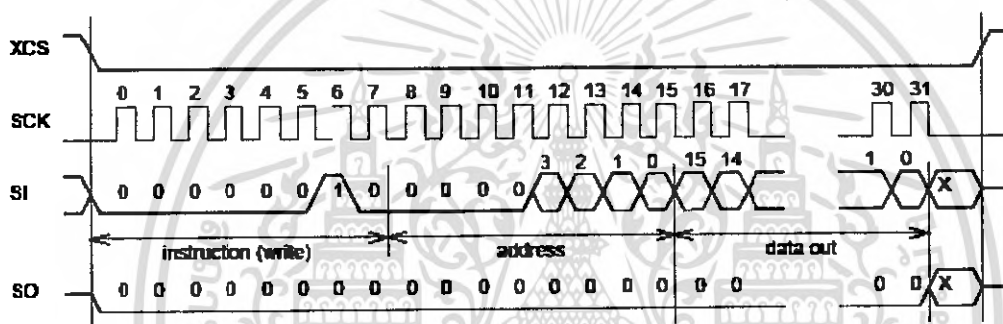 XCS
0 1 2 3 4 5 6 7 8 9 10 11 12 13 14 15 16 17 30 31
SCK
3 2 1 0 15 14 1 0
SI 0 0 0 0 0 0 1 0 0 0 0 0 X
instruction (write) address data out
SO 0 0 0 0 0 0 0 0 0 0 0 0 0 0 0 0 0 0 0 0 X